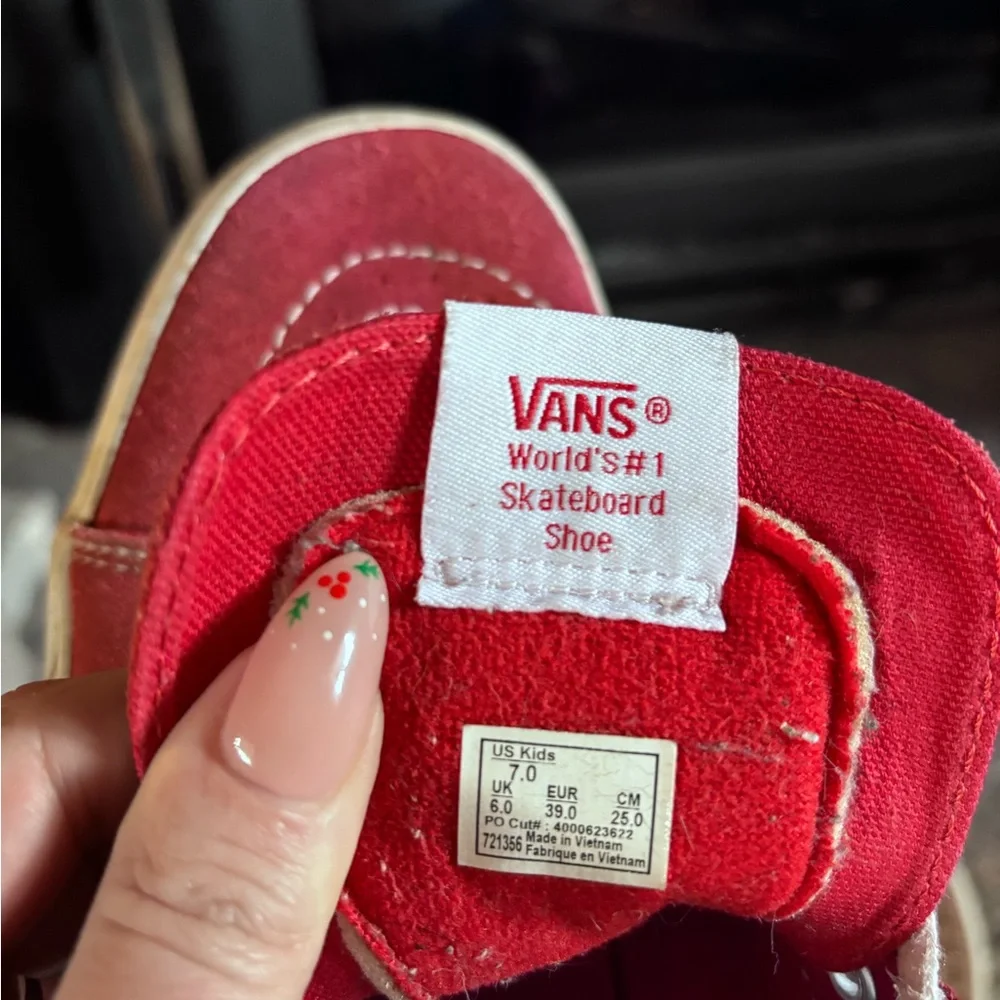 VANS®
World's #1
Skateboard
Shoe
US Kids
7.0
UK EUR CM
6.0 39.0 25.0
PO Cut# : 4000623622
721356 Made in Vietnam
Fabrique en Vietnam